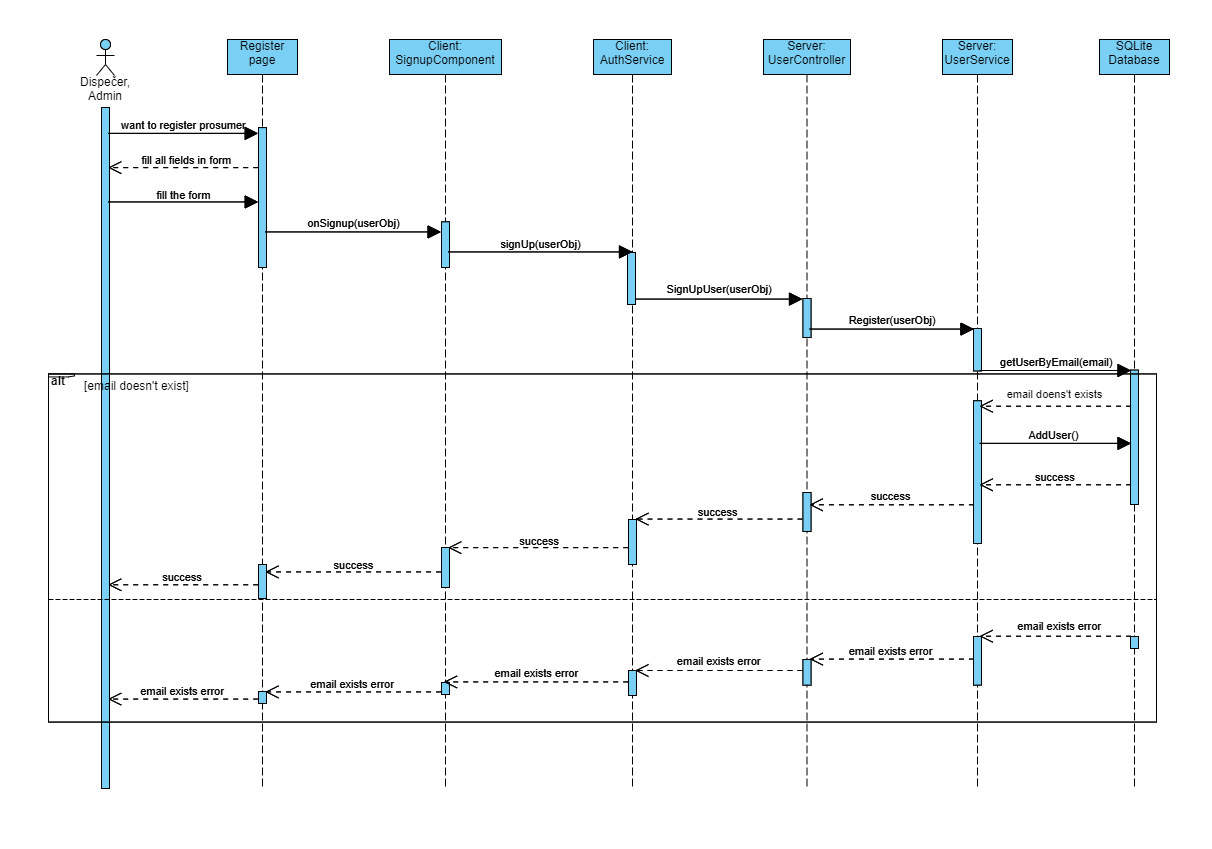 Dispečer,
Admin
Register
page
Client:
SignupComponent
Client:
AuthService
Server:
UserController
Server:
UserService
SQLite
Database
want to register prosumer
fill all fields in form
fill the form
onSignup(userObj)
signUp(userObj)
SignUpUser(userObj)
Register(userObj)
getUserByEmail(email)
alt
[email doesn't exist]
email doens't exists
AddUser()
success
success
success
success
success
success
email exists error
email exists error
email exists error
email exists error
email exists error
email exists error